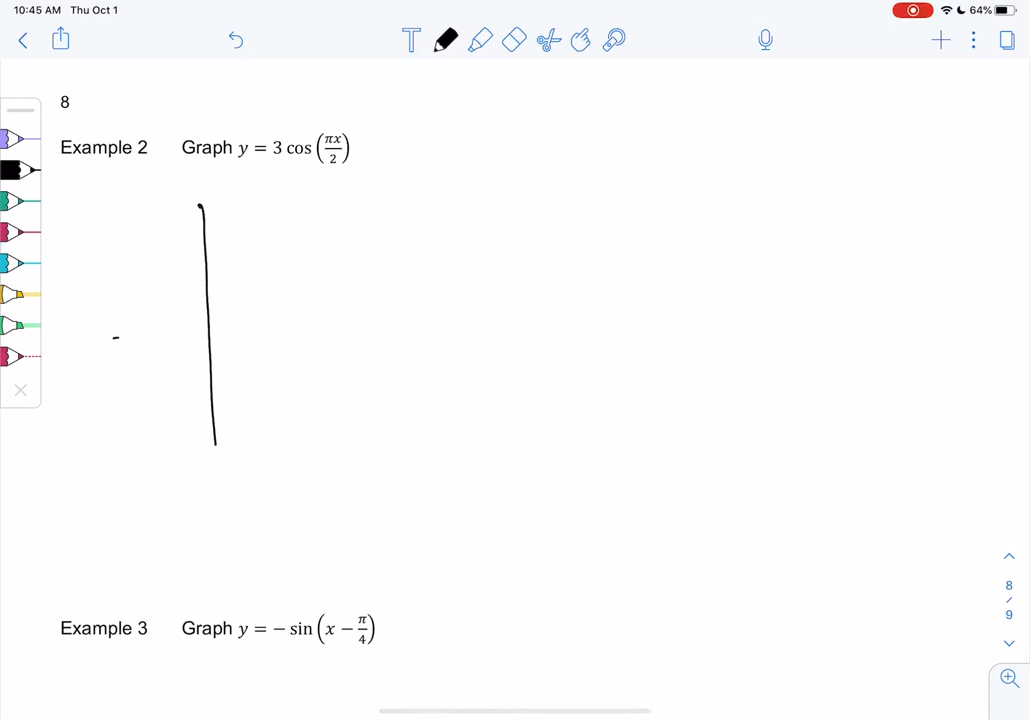 10:45 AM Thu Oct 1 64%
T
8
Example 2 Graph y = 3 cos (πx/2)
8
/
9
Example 3 Graph y = − sin (x − π/4)